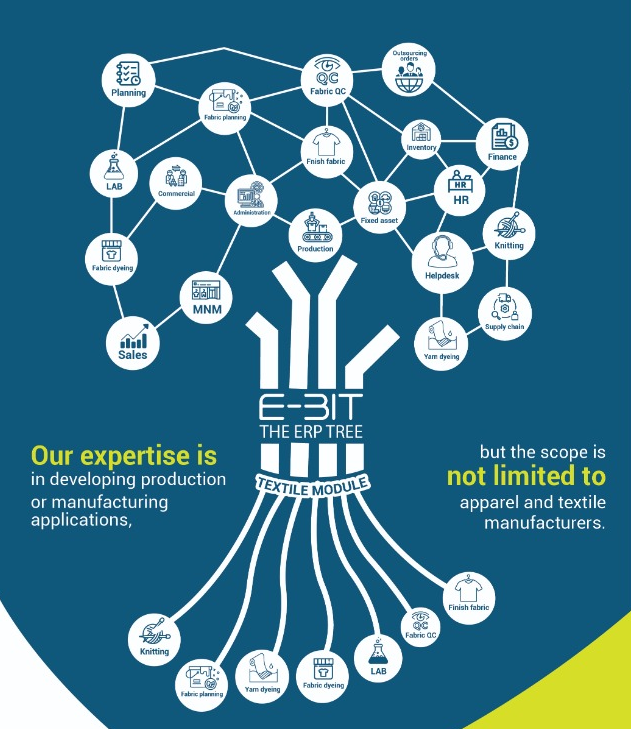 Outsourcing
orders
Planning
QC
Fabric QC
Fabric planning
Inventory
Finance
Fnish fabric
LAB
Commercial
HR
HR
Administration
Fixed asset
Knitting
Production
Fabric dyeing
Helpdesk
MNM
Supply chain
Sales
Yarn dyeing
E-BIT
THE ERP TREE
Our expertise is
in developing production
or manufacturing
applications,
but the scope is
not limited to
apparel and textile
manufacturers.
TEXTILE MODULE
Finish fabric
QC
Fabric QC
Knitting
LAB
Fabric planning
Yarn dyeing
Fabric dyeing